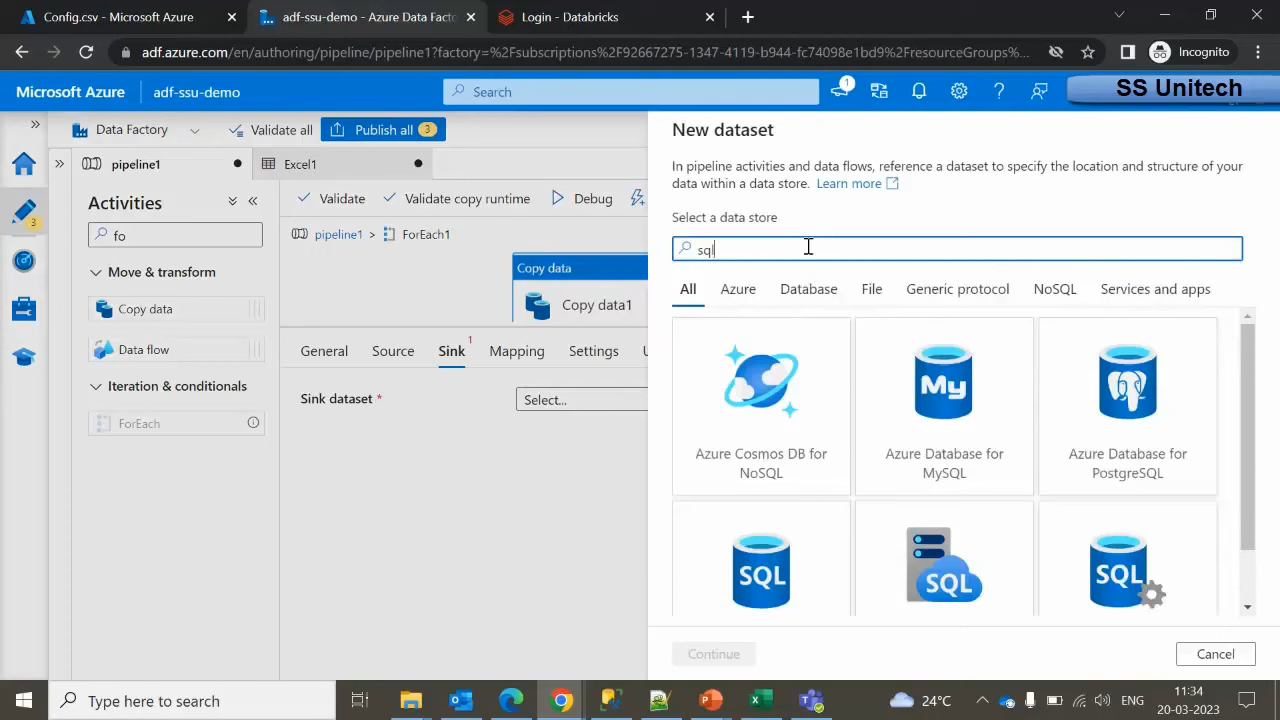 Config.csv - Microsoft Azure
adf-ssu-demo - Azure Data Facto
Login - Databricks
adf.azure.com/en/authoring/pipeline/pipeline1?factory=%2Fsubscriptions%2F92667275-1347-4119-b944-fc74098e1bd9%2FresourceGroups%...
Incognito
Microsoft Azure
adf-ssu-demo
Search
1
SS Unitech
Data Factory
Validate all
Publish all
3
pipeline1
Excel1
3
Activities
fo
Move & transform
Copy data
Data flow
Iteration & conditionals
ForEach
Validate
Validate copy runtime
Debug
pipeline1 > ForEach1
Copy data
Copy data1
General
Source
Sink
1
Mapping
Settings
Sink dataset *
Select...
New dataset
In pipeline activities and data flows, reference a dataset to specify the location and structure of your
data within a data store. Learn more
Select a data store
sql
All
Azure
Database
File
Generic protocol
NoSQL
Services and apps
Azure Cosmos DB for
NoSQL
My
Azure Database for
MySQL
Azure Database for
PostgreSQL
SQL
SQL
SQL
Continue
Cancel
Type here to search
24°C
ENG
11:34
20-03-2023